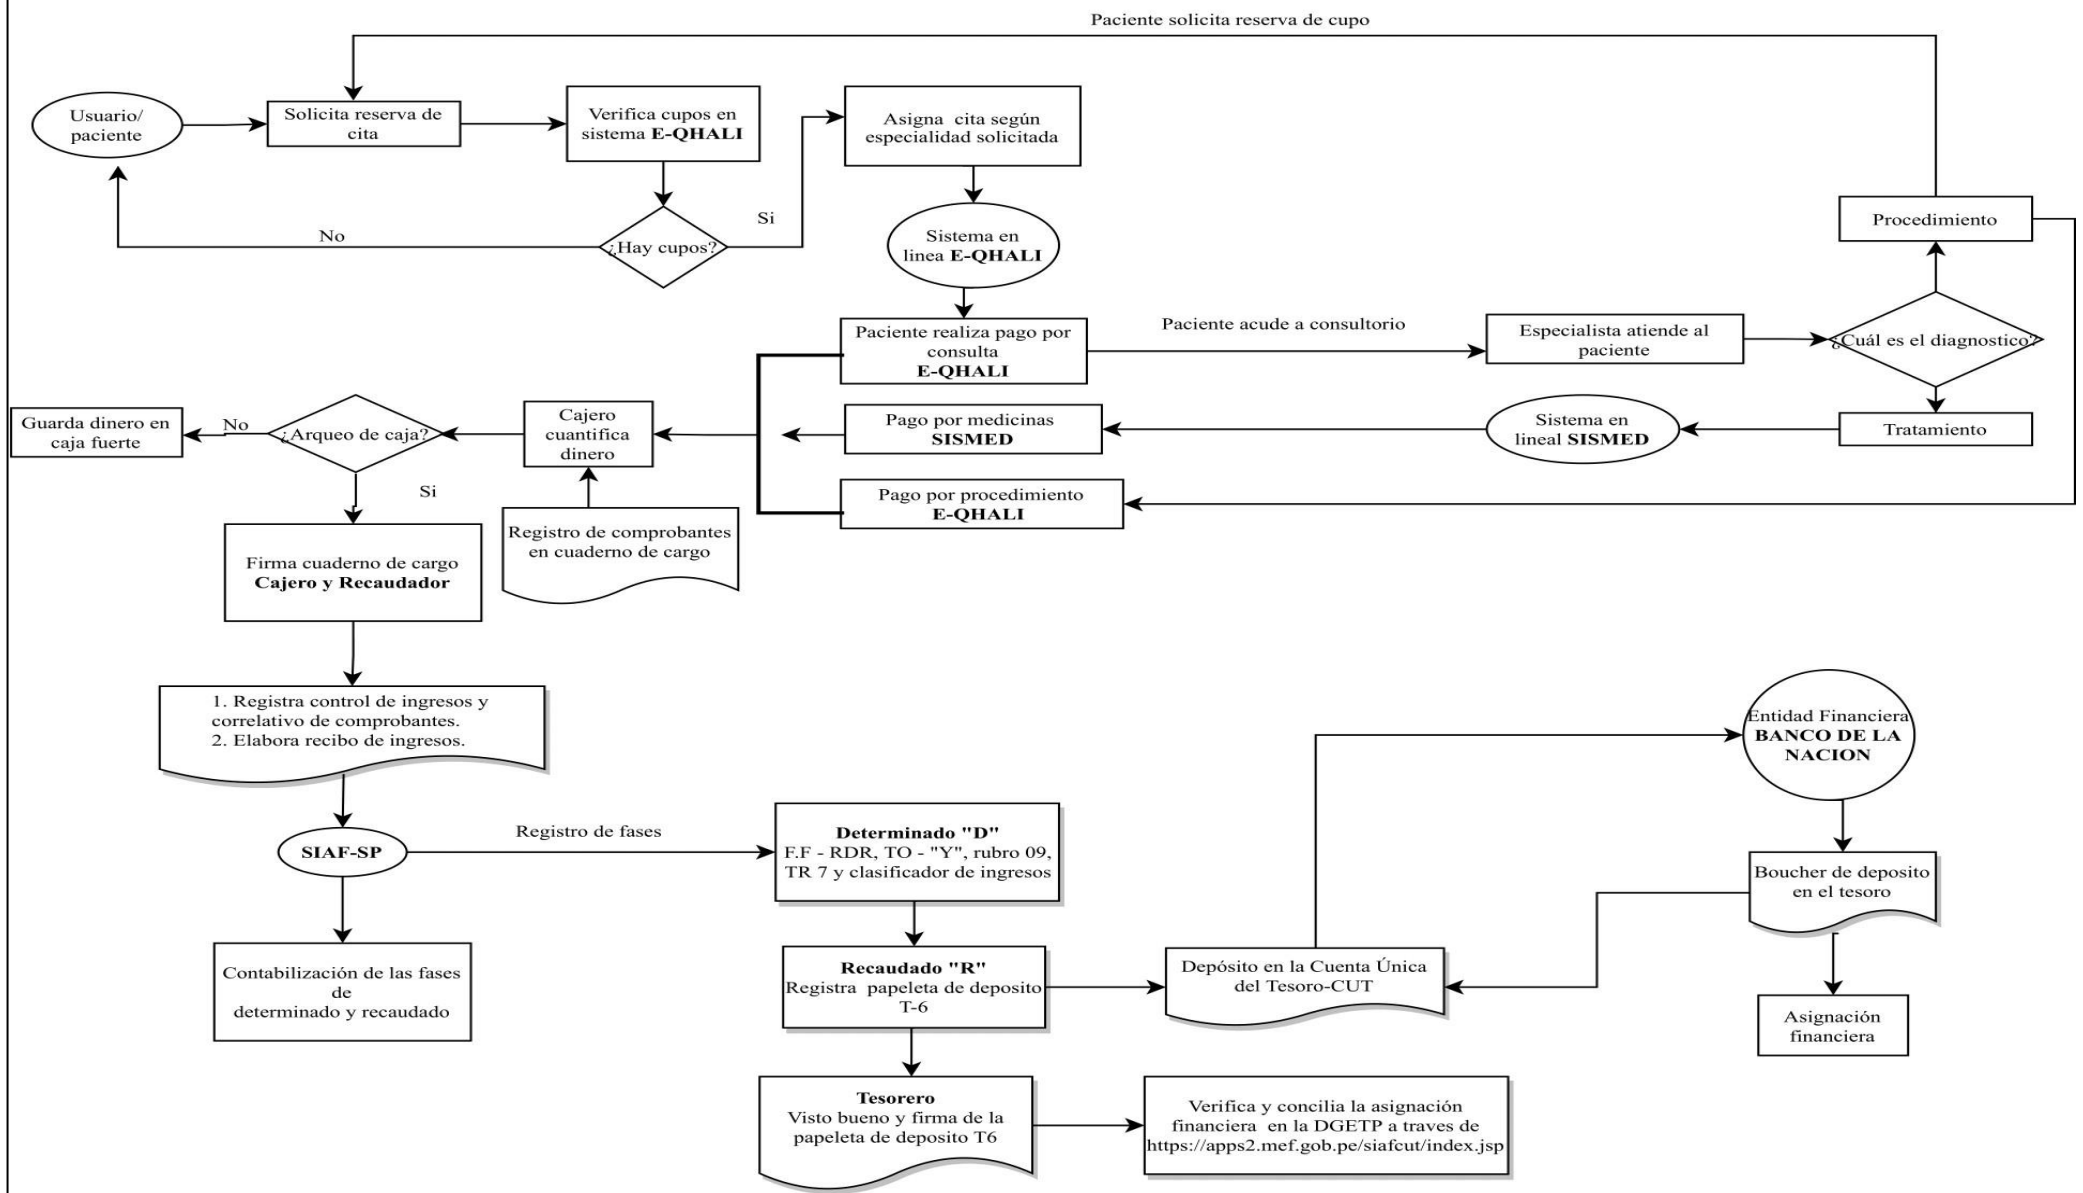 Paciente solicita reserva de cupo
Usuario/
paciente
Solicita reserva de
cita
Verifica cupos en
sistema E-QHALI
Asigna cita según
especialidad solicitada
¿Hay cupos?
No
Si
Sistema en
linea E-QHALI
Procedimiento
Paciente realiza pago por
consulta
E-QHALI
Paciente acude a consultorio
Especialista atiende al
paciente
¿Cuál es el diagnostico?
Guarda dinero en
caja fuerte
No
¿Arqueo de caja?
Cajero
cuantifica
dinero
Pago por medicinas
SISMED
Sistema en
lineal SISMED
Tratamiento
Si
Pago por procedimiento
E-QHALI
Registro de comprobantes
en cuaderno de cargo
Firma cuaderno de cargo
Cajero y Recaudador
1. Registra control de ingresos y
correlativo de comprobantes.
2. Elabora recibo de ingresos.
Entidad Financiera
BANCO DE LA
NACION
SIAF-SP
Registro de fases
Determinado "D"
F.F - RDR, TO - "Y", rubro 09,
TR 7 y clasificador de ingresos
Boucher de deposito
en el tesoro
Contabilización de las fases
de
determinado y recaudado
Recaudado "R"
Registra papeleta de deposito
T-6
Depósito en la Cuenta Única
del Tesoro-CUT
Asignación
financiera
Tesorero
Visto bueno y firma de la
papeleta de deposito T6
Verifica y concilia la asignación
financiera en la DGETP a traves de
https://apps2.mef.gob.pe/siafcut/index.jsp